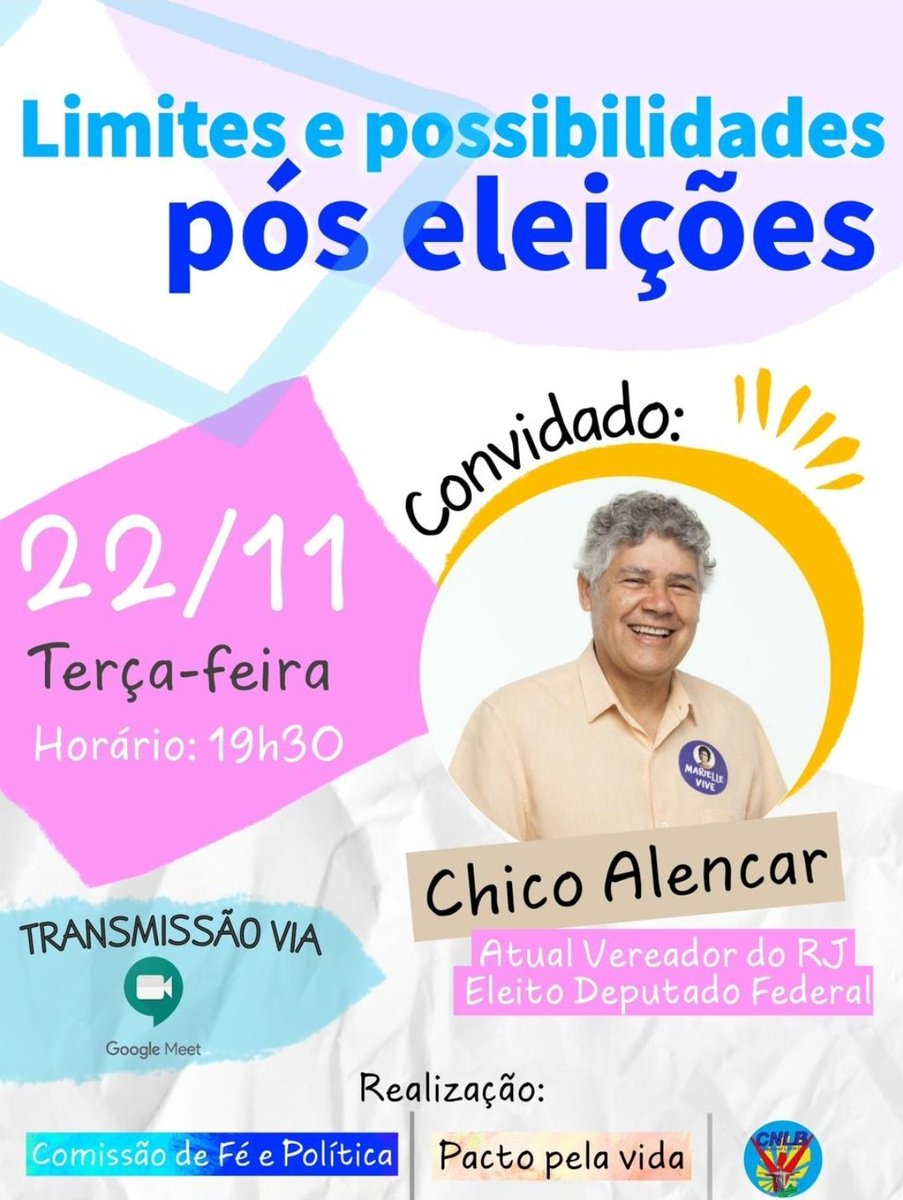 Limites e possibilidades
pós eleições
Convidado:
22/11
Terça-feira
Horário: 19h30
MARIELLE
VIVE
Chico Alencar
Atual Vereador do RJ
Eleito Deputado Federal
TRANSMISSÃO VIA
Google Meet
Realização:
Comissão de Fé e Política
Pacto pela vida
CNLB